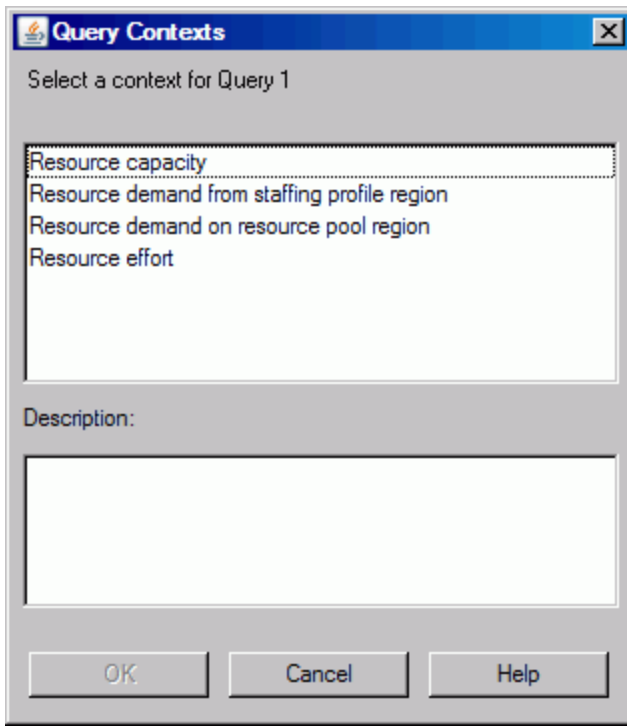 Query Contexts
Select a context for Query 1
Resource capacity
Resource demand from staffing profile region
Resource demand on resource pool region
Resource effort
Description:
OK
Cancel
Help